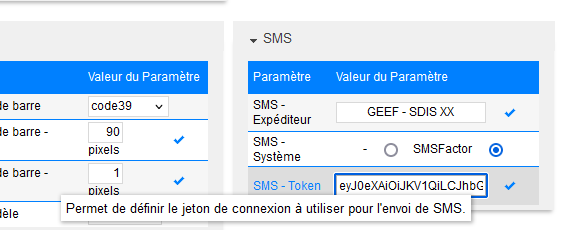 Valeur du Paramètre
de barre
code39
de barre -
90
pixels
de barre -
1
pixels
dèle
SMS
Paramètre
Valeur du Paramètre
SMS -
Expéditeur
GEEF - SDIS XX
SMS -
Système
-
SMSFactor
SMS - Token
eyJ0eXAiOiJKV1QiLCJhbG
Permet de définir le jeton de connexion à utiliser pour l'envoi de SMS.